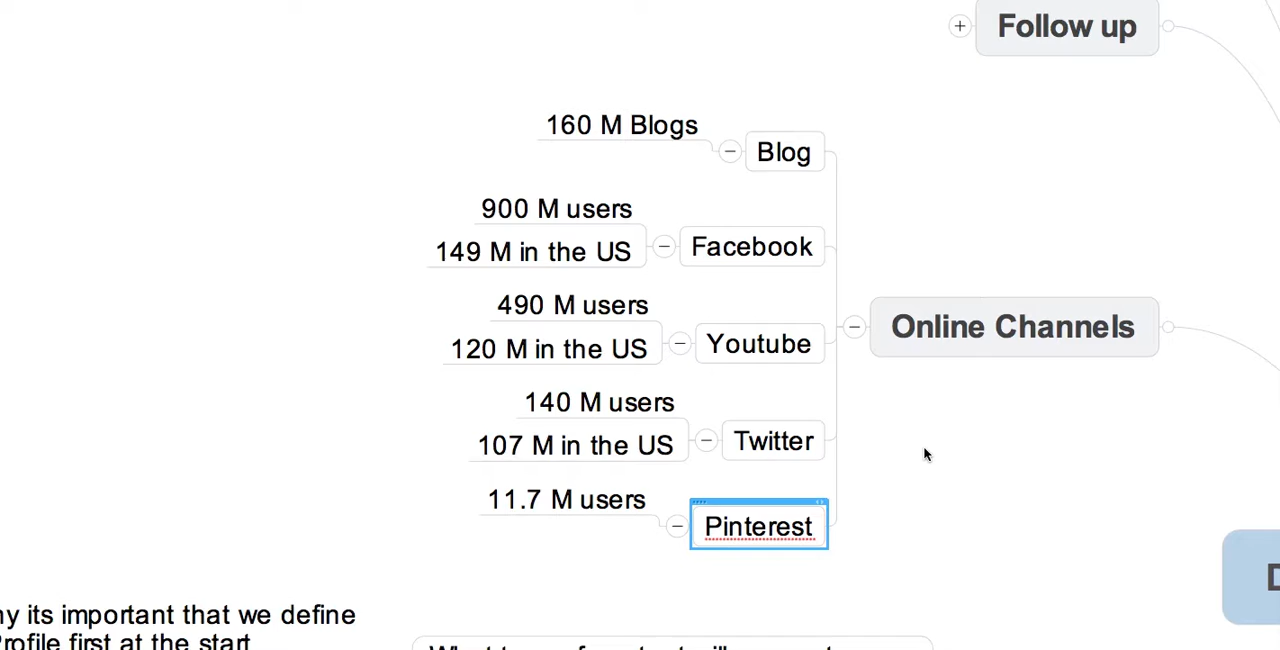 Follow up
160 M Blogs
Blog
900 M users
149 M in the US
Facebook
490 M users
120 M in the US
Youtube
Online Channels
140 M users
107 M in the US
Twitter
11.7 M users
Pinterest
its important that we define
Profile first at the start